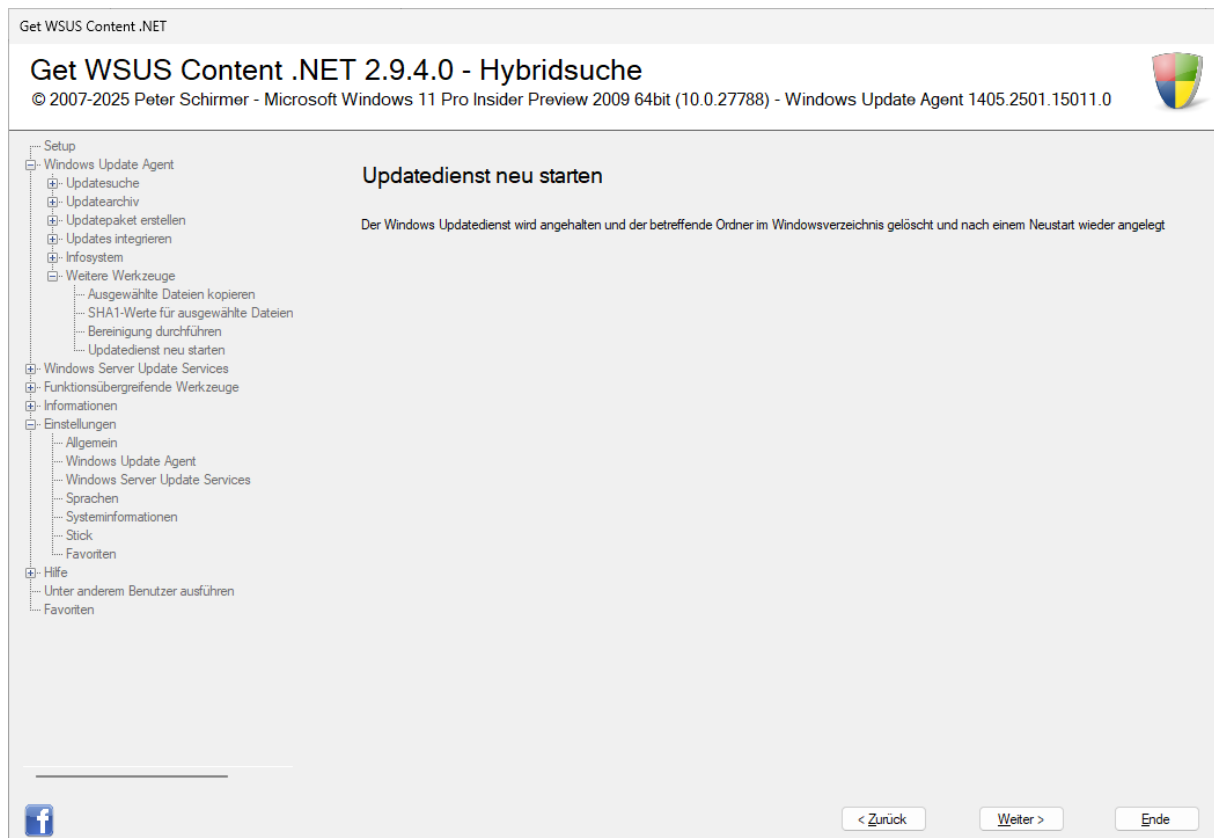 Get WSUS Content .NET
Get WSUS Content .NET 2.9.4.0 - Hybridsuche
© 2007-2025 Peter Schirmer - Microsoft Windows 11 Pro Insider Preview 2009 64bit (10.0.27788) - Windows Update Agent 1405.2501.15011.0
Setup
Windows Update Agent
Updatesuche
Updatearchiv
Updatepaket erstellen
Updates integrieren
Infosystem
Weitere Werkzeuge
Ausgewählte Dateien kopieren
SHA1-Werte für ausgewählte Dateien
Bereinigung durchführen
Updatedienst neu starten
Windows Server Update Services
Funktionsübergreifende Werkzeuge
Informationen
Einstellungen
Allgemein
Windows Update Agent
Windows Server Update Services
Sprachen
Systeminformationen
Stick
Favoriten
Hilfe
Unter anderem Benutzer ausführen
Favoriten
Updatedienst neu starten
Der Windows Updatedienst wird angehalten und der betreffende Ordner im Windowsverzeichnis gelöscht und nach einem Neustart wieder angelegt
f
< Zurück
Weiter >
Ende